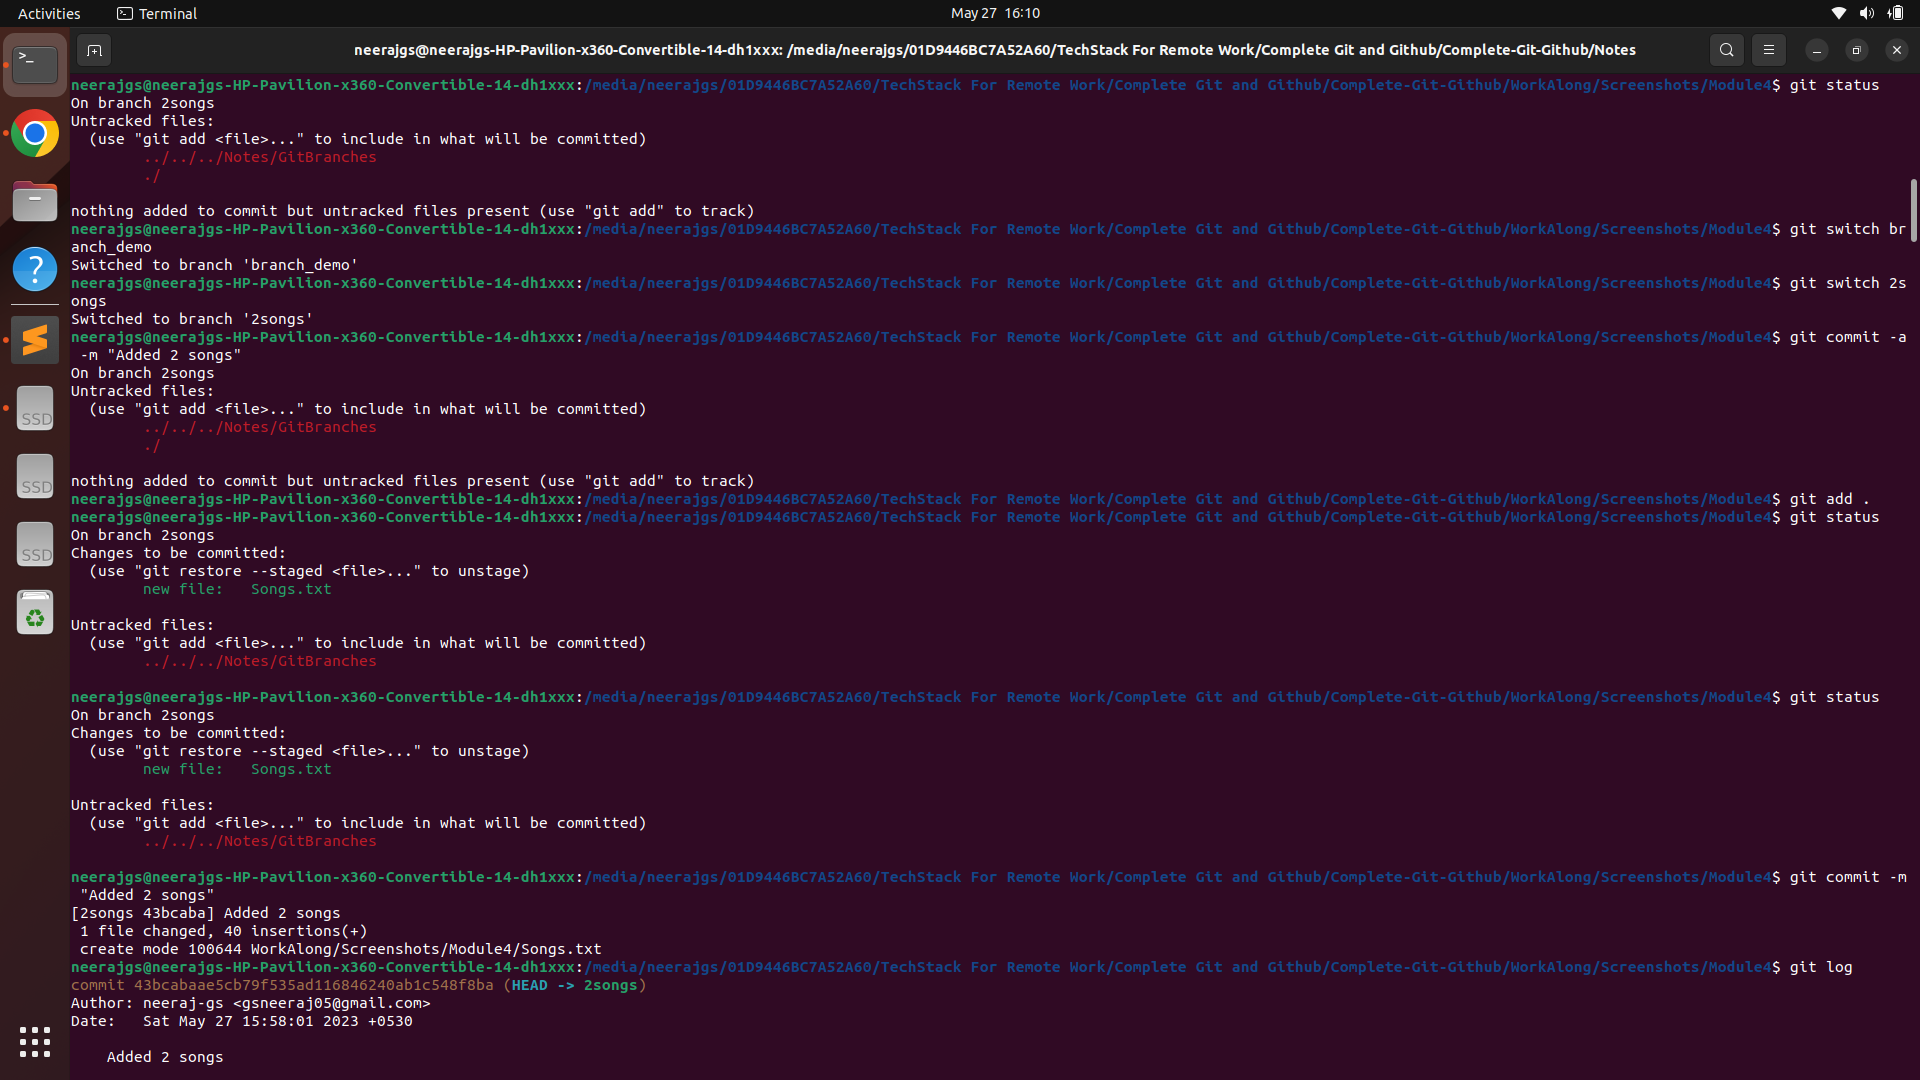 Activities
Terminal
May 27 16:10
neerajgs@neerajgs-HP-Pavilion-x360-Convertible-14-dh1xxx: /media/neerajgs/01D9446BC7A52A60/TechStack For Remote Work/Complete Git and Github/Complete-Git-Github/Notes
neerajgs@neerajgs-HP-Pavilion-x360-Convertible-14-dh1xxx:/media/neerajgs/01D9446BC7A52A60/TechStack For Remote Work/Complete Git and Github/Complete-Git-Github/WorkAlong/Screenshots/Module4$ git status
On branch 2songs
Untracked files:
  (use "git add <file>..." to include in what will be committed)
        ../../../Notes/GitBranches
        ./
nothing added to commit but untracked files present (use "git add" to track)
neerajgs@neerajgs-HP-Pavilion-x360-Convertible-14-dh1xxx:/media/neerajgs/01D9446BC7A52A60/TechStack For Remote Work/Complete Git and Github/Complete-Git-Github/WorkAlong/Screenshots/Module4$ git switch br
anch_demo
Switched to branch 'branch_demo'
neerajgs@neerajgs-HP-Pavilion-x360-Convertible-14-dh1xxx:/media/neerajgs/01D9446BC7A52A60/TechStack For Remote Work/Complete Git and Github/Complete-Git-Github/WorkAlong/Screenshots/Module4$ git switch 2s
ongs
Switched to branch '2songs'
neerajgs@neerajgs-HP-Pavilion-x360-Convertible-14-dh1xxx:/media/neerajgs/01D9446BC7A52A60/TechStack For Remote Work/Complete Git and Github/Complete-Git-Github/WorkAlong/Screenshots/Module4$ git commit -a
 -m "Added 2 songs"
On branch 2songs
Untracked files:
  (use "git add <file>..." to include in what will be committed)
        ../../../Notes/GitBranches
        ./
nothing added to commit but untracked files present (use "git add" to track)
neerajgs@neerajgs-HP-Pavilion-x360-Convertible-14-dh1xxx:/media/neerajgs/01D9446BC7A52A60/TechStack For Remote Work/Complete Git and Github/Complete-Git-Github/WorkAlong/Screenshots/Module4$ git add .
neerajgs@neerajgs-HP-Pavilion-x360-Convertible-14-dh1xxx:/media/neerajgs/01D9446BC7A52A60/TechStack For Remote Work/Complete Git and Github/Complete-Git-Github/WorkAlong/Screenshots/Module4$ git status
On branch 2songs
Changes to be committed:
  (use "git restore --staged <file>..." to unstage)
        new file:   Songs.txt
Untracked files:
  (use "git add <file>..." to include in what will be committed)
        ../../../Notes/GitBranches
neerajgs@neerajgs-HP-Pavilion-x360-Convertible-14-dh1xxx:/media/neerajgs/01D9446BC7A52A60/TechStack For Remote Work/Complete Git and Github/Complete-Git-Github/WorkAlong/Screenshots/Module4$ git status
On branch 2songs
Changes to be committed:
  (use "git restore --staged <file>..." to unstage)
        new file:   Songs.txt
Untracked files:
  (use "git add <file>..." to include in what will be committed)
        ../../../Notes/GitBranches
neerajgs@neerajgs-HP-Pavilion-x360-Convertible-14-dh1xxx:/media/neerajgs/01D9446BC7A52A60/TechStack For Remote Work/Complete Git and Github/Complete-Git-Github/WorkAlong/Screenshots/Module4$ git commit -m
 "Added 2 songs"
[2songs 43bcaba] Added 2 songs
 1 file changed, 40 insertions(+)
 create mode 100644 WorkAlong/Screenshots/Module4/Songs.txt
neerajgs@neerajgs-HP-Pavilion-x360-Convertible-14-dh1xxx:/media/neerajgs/01D9446BC7A52A60/TechStack For Remote Work/Complete Git and Github/Complete-Git-Github/WorkAlong/Screenshots/Module4$ git log
commit 43bcabaae5cb79f535ad116846240ab1c548f8ba (HEAD -> 2songs)
Author: neeraj-gs <gsneeraj05@gmail.com>
Date:   Sat May 27 15:58:01 2023 +0530
    Added 2 songs
SSD
SSD
SSD